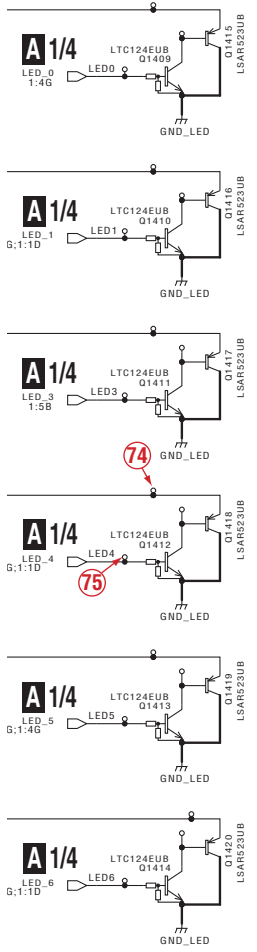 A 1/4
LED_0
1:4G
LED0
LTC124EUB
Q1409
Q1415
LSAR523UB
GND_LED
A 1/4
LED_1
G;1:1D
LED1
LTC124EUB
Q1410
Q1416
LSAR523UB
GND_LED
A 1/4
LED_3
1:5B
LED3
LTC124EUB
Q1411
Q1417
LSAR523UB
GND_LED
74
A 1/4
LED_4
G;1:1D
LED4
75
LTC124EUB
Q1412
Q1418
LSAR523UB
GND_LED
A 1/4
LED_5
G;1:4G
LED5
LTC124EUB
Q1413
Q1419
LSAR523UB
GND_LED
A 1/4
LED_6
G;1:1D
LED6
LTC124EUB
Q1414
Q1420
LSAR523UB
GND_LED